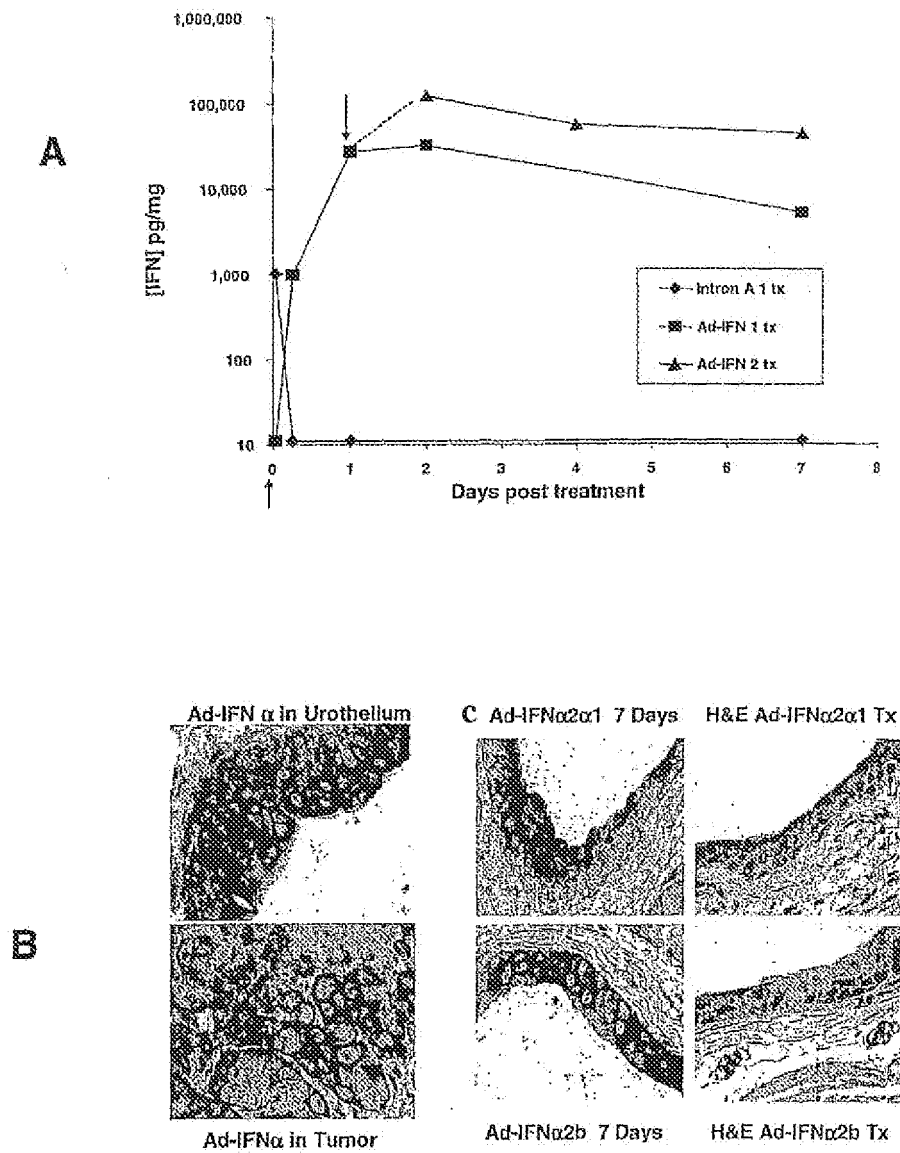 A
1,000,000
100,000
10,000
1,000
100
10
[IFN] pg/mg
0 1 2 3 4 5 6 7 8
Days post treatment
Intron A 1 tx
Ad-IFN 1 tx
Ad-IFN 2 tx
B
Ad-IFN α in Urothelium
Ad-IFNα in Tumor
C Ad-IFNα2α1 7 Days
H&E Ad-IFNα2α1 Tx
Ad-IFNα2b 7 Days
H&E Ad-IFNα2b Tx